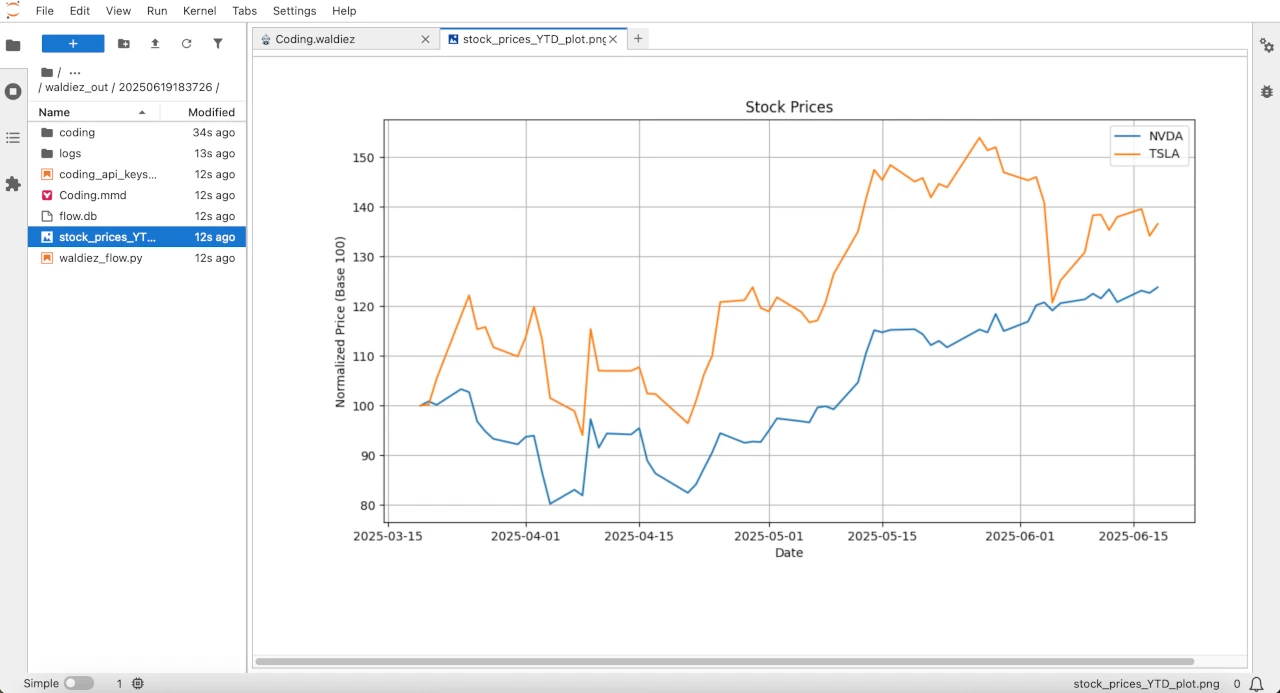 File Edit View Run Kernel Tabs Settings Help
Coding.waldiez
stock_prices_YTD_plot.png
+
/ ...
/ waldiez_out / 20250619183726 /
Name Modified
coding 34s ago
logs 13s ago
coding_api_keys... 12s ago
Coding.mmd 12s ago
flow.db 12s ago
stock_prices_YT... 12s ago
waldiez_flow.py 12s ago
Stock Prices
NVDA
TSLA
Normalized Price (Base 100)
150
140
130
120
110
100
90
80
2025-03-15 2025-04-01 2025-04-15 2025-05-01 2025-05-15 2025-06-01 2025-06-15
Date
Simple 1 stock_prices_YTD_plot.png 0